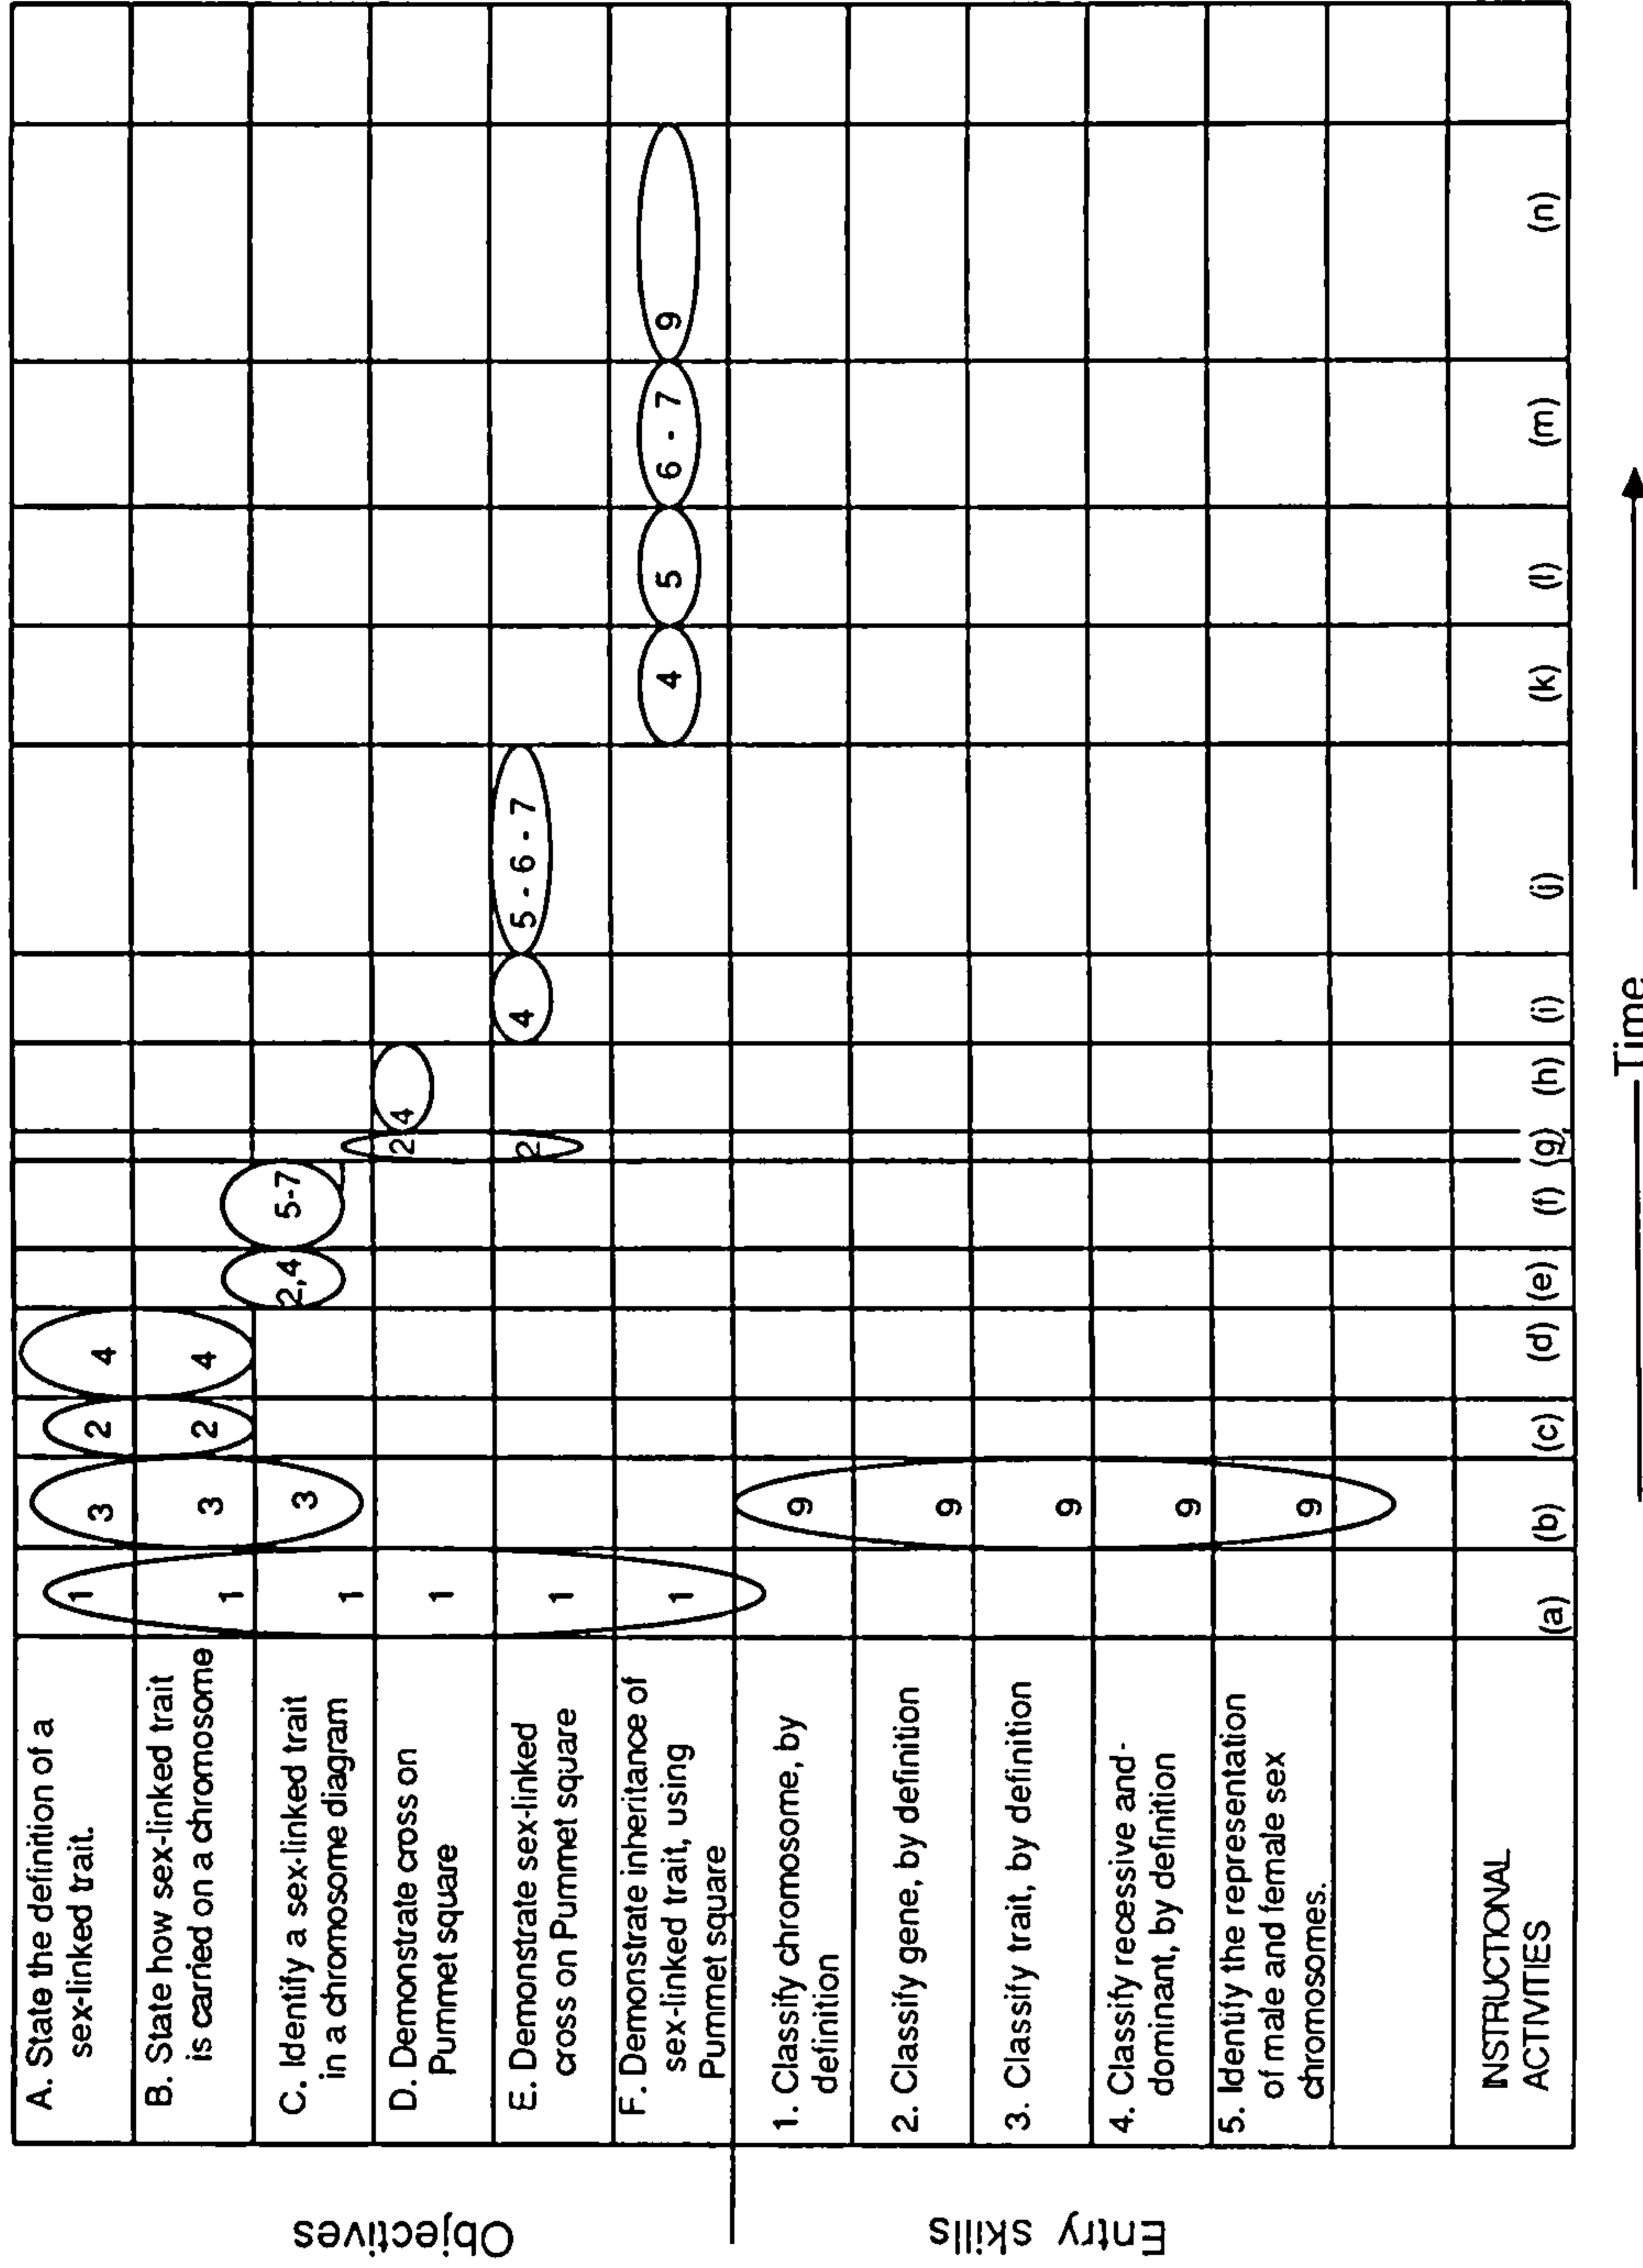 Objectives
A. State the definition of a
sex-linked trait.
1
3
2
4
B. State how sex-linked trait
is carried on a chromosome
1
3
2
4
C. Identify a sex-linked trait
in a chromosome diagram
1
3
2,4
5-7
D. Demonstrate cross on
Pummet square
1
2
4
E. Demonstrate sex-linked
cross on Pummet square
1
2
4
5 - 6 - 7
F. Demonstrate inheritance of
sex-linked trait, using
Pummet square
1
4
5
6 - 7
9
Entry skills
1. Classify chromosome, by
definition
9
2. Classify gene, by definition
9
3. Classify trait, by definition
9
4. Classify recessive and-
dominant, by definition
9
5. Identify the representation
of male and female sex
chromosomes.
9
INSTRUCTIONAL
ACTIVITIES
(a) (b) (c) (d) (e) (f) (g) (h) (i) (j) (k) (l) (m) (n)
Time